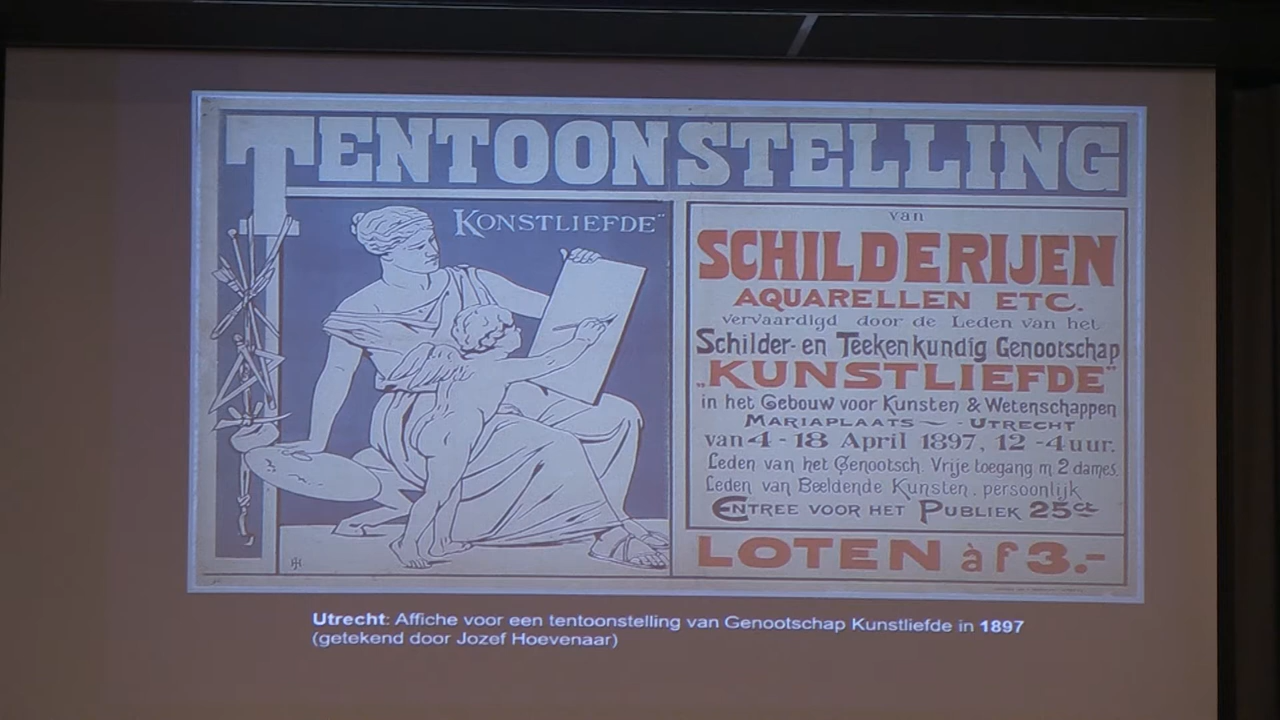 TENTOONSTELLING
KONSTLIEFDE"
van
SCHILDERIJEN
AQUARELLEN ETC.
vervaardigd door de Leden van het
Schilder- en Teekenkundig Genootschap
„KUNSTLIEFDE"
in het Gebouw voor Kunsten & Wetenschappen
MARIAPLAATS - UTRECHT
van 4 - 18 April 1897, 12 - 4 uur.
Leden van het Genootsch. Vrije toegang m 2 dames.
Leden van Beeldende Kunsten. persoonlijk
ENTREE VOOR HET PUBLIEK 25ct
LOTEN à f 3.-
Utrecht: Affiche voor een tentoonstelling van Genootschap Kunstliefde in 1897
(getekend door Jozef Hoevenaar)